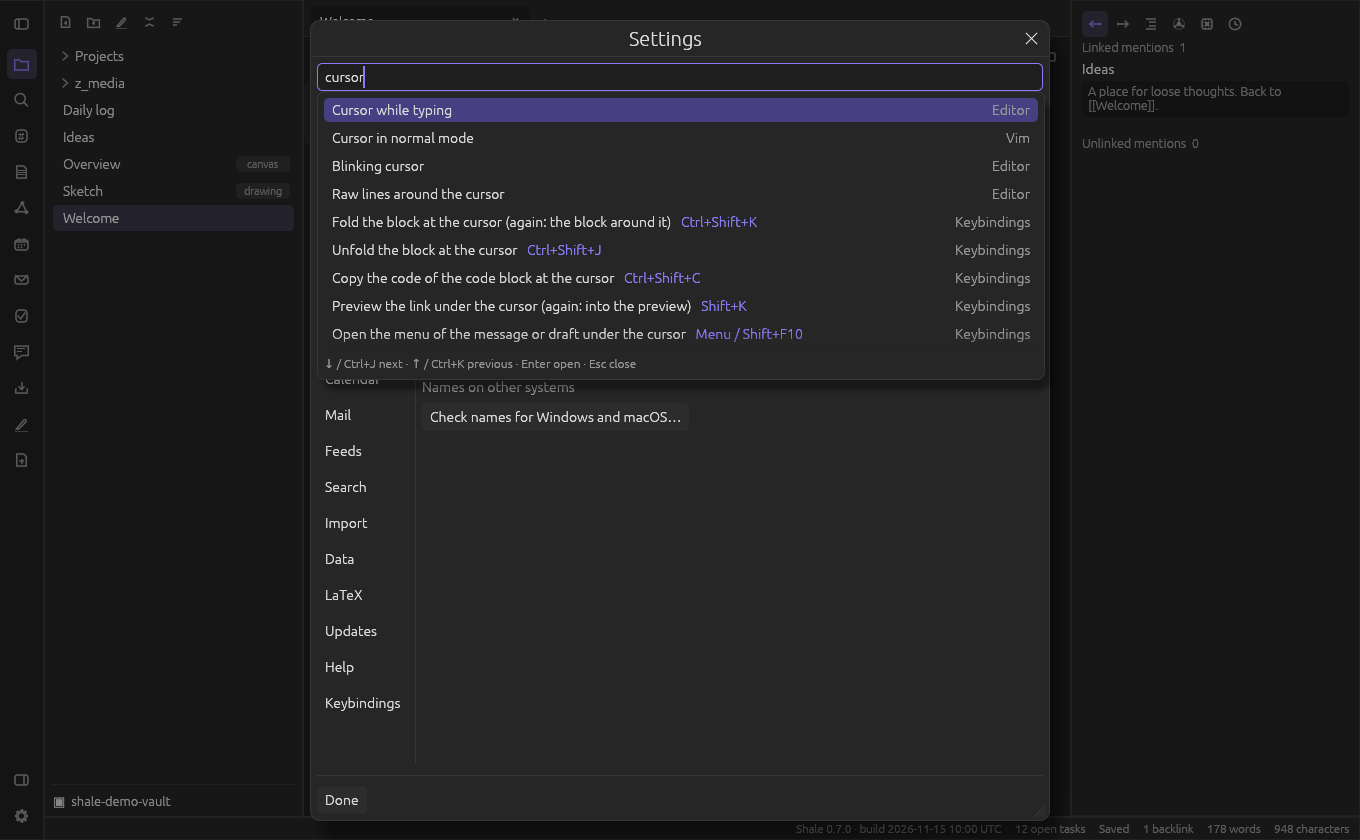 Projects
z_media
Daily log
Ideas
Overview canvas
Sketch drawing
Welcome
shale-demo-vault
Welcome
Settings
cursor
Cursor while typing Editor
Cursor in normal mode Vim
Blinking cursor Editor
Raw lines around the cursor Editor
Fold the block at the cursor (again: the block around it) Ctrl+Shift+K Keybindings
Unfold the block at the cursor Ctrl+Shift+J Keybindings
Copy the code of the code block at the cursor Ctrl+Shift+C Keybindings
Preview the link under the cursor (again: into the preview) Shift+K Keybindings
Open the menu of the message or draft under the cursor Menu / Shift+F10 Keybindings
↓ / Ctrl+J next · ↑ / Ctrl+K previous · Enter open · Esc close
Calendar
Mail
Feeds
Search
Import
Data
LaTeX
Updates
Help
Keybindings
Names on other systems
Check names for Windows and macOS…
Done
Linked mentions 1
Ideas
A place for loose thoughts. Back to
[[Welcome]].
Unlinked mentions 0
Shale 0.7.0 · build 2026-11-15 10:00 UTC 12 open tasks Saved 1 backlink 178 words 948 characters